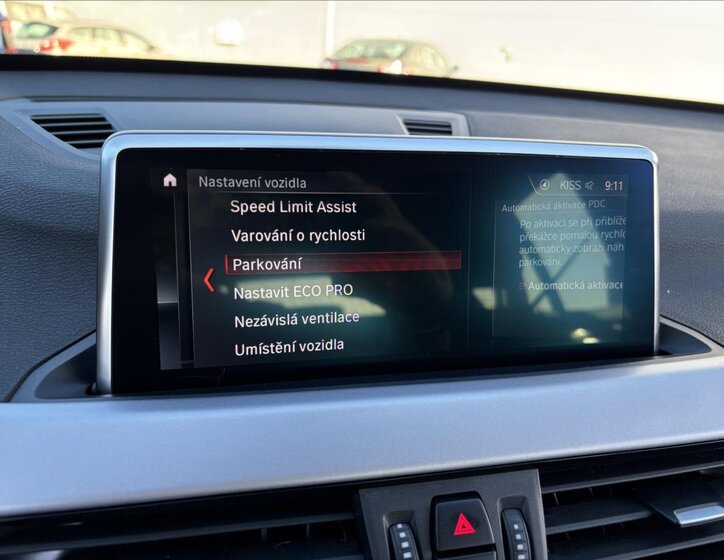 Nastavení vozidla
KISS
9:11
Speed Limit Assist
Varování o rychlosti
Parkování
Nastavit ECO PRO
Nezávislá ventilace
Umístění vozidla
Automatická aktivace PDC
Po aktivaci se při přiblíže
překážce pomalou rychlo
automaticky zobrazí náh
parkování.
Automatická aktivace